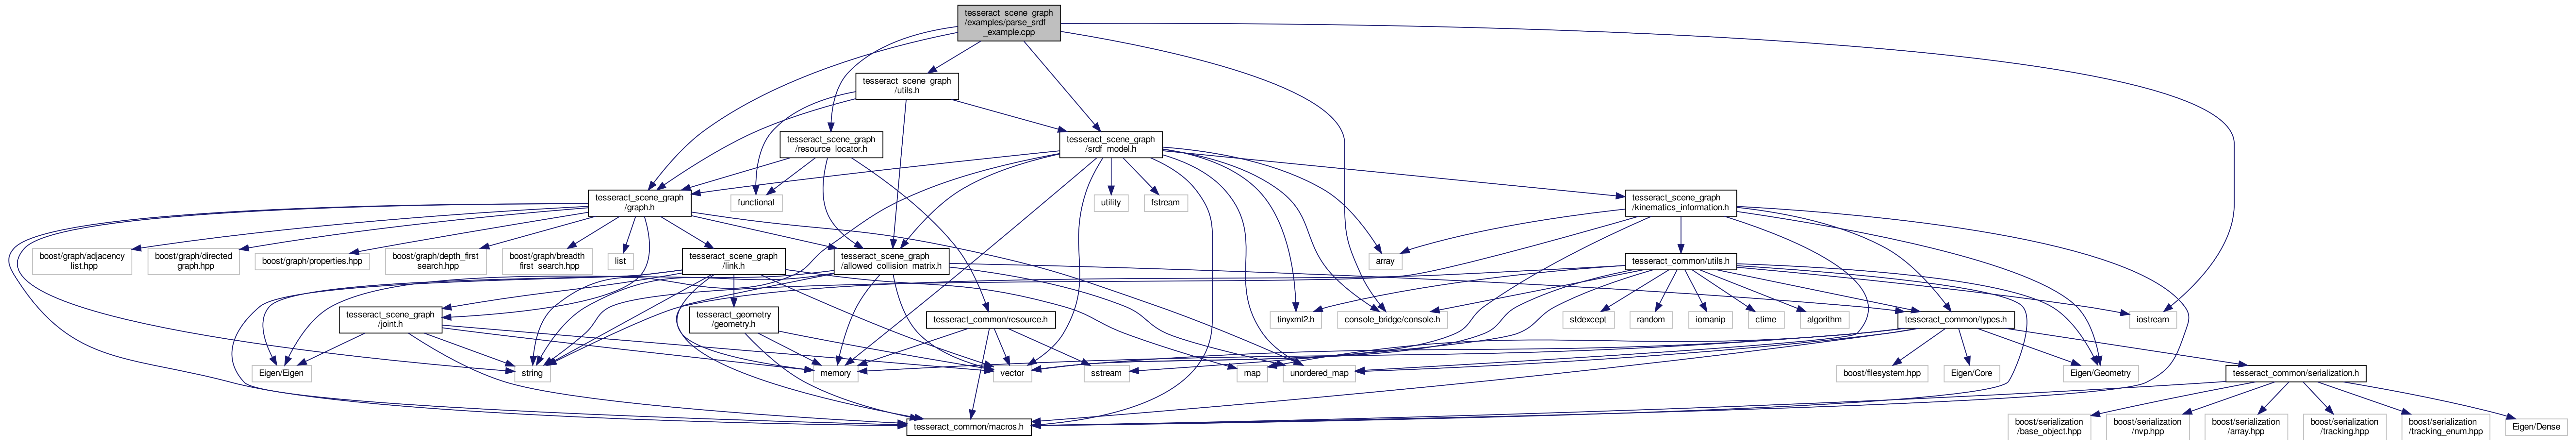 tesseract_scene_graph
/examples/parse_srdf
_example.cpp
tesseract_scene_graph
/utils.h
tesseract_scene_graph
/resource_locator.h
tesseract_scene_graph
/srdf_model.h
tesseract_scene_graph
/graph.h
functional
utility
fstream
tesseract_scene_graph
/kinematics_information.h
boost/graph/adjacency
_list.hpp
boost/graph/directed
_graph.hpp
boost/graph/properties.hpp
boost/graph/depth_first
_search.hpp
boost/graph/breadth
_first_search.hpp
list
tesseract_scene_graph
/link.h
tesseract_scene_graph
/allowed_collision_matrix.h
array
tesseract_common/utils.h
tesseract_scene_graph
/joint.h
tesseract_geometry
/geometry.h
tesseract_common/resource.h
tinyxml2.h
console_bridge/console.h
stdexcept
random
iomanip
ctime
algorithm
tesseract_common/types.h
iostream
Eigen/Eigen
string
memory
vector
sstream
map
unordered_map
boost/filesystem.hpp
Eigen/Core
Eigen/Geometry
tesseract_common/serialization.h
tesseract_common/macros.h
boost/serialization
/base_object.hpp
boost/serialization
/nvp.hpp
boost/serialization
/array.hpp
boost/serialization
/tracking.hpp
boost/serialization
/tracking_enum.hpp
Eigen/Dense